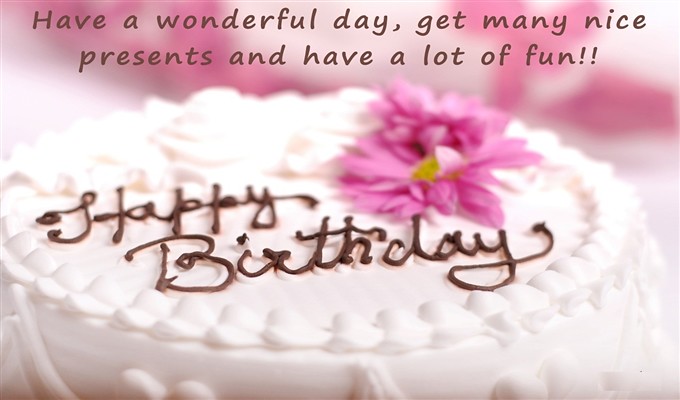 Have a wonderful day, get many nice
presents and have a lot of fun!!
Happy
Birthday